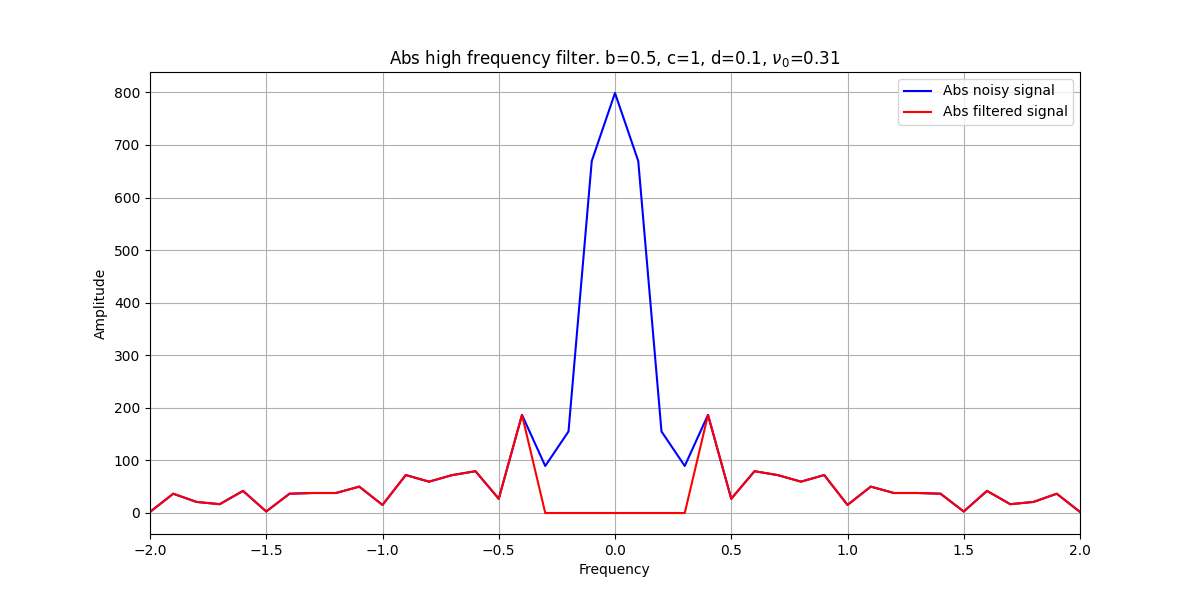 Abs high frequency filter. b=0.5, c=1, d=0.1, ν₀=0.31
Abs noisy signal
Abs filtered signal
Amplitude
800
700
600
500
400
300
200
100
0
−2.0 −1.5 −1.0 −0.5 0.0 0.5 1.0 1.5 2.0
Frequency